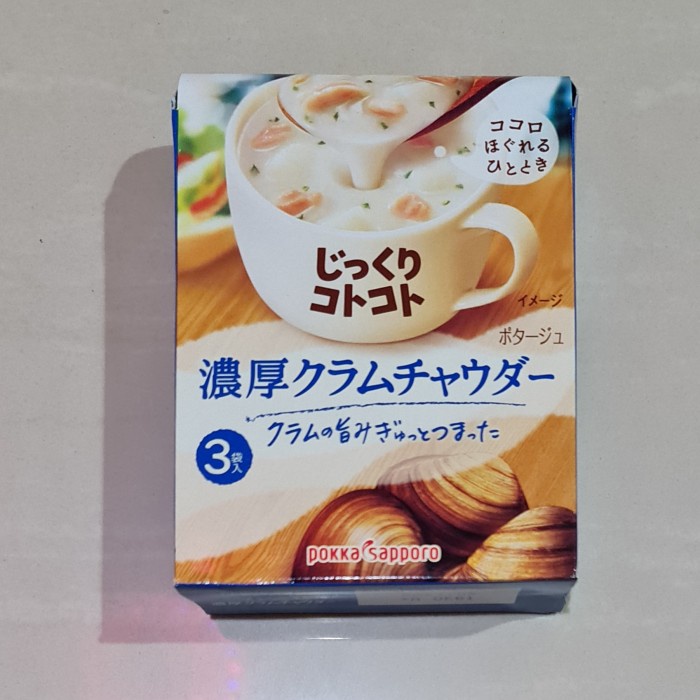 ココロ
ほぐれる
ひととき
じっくり
コトコト
イメージ
ポタージュ
濃厚クラムチャウダー
クラムの旨みぎゅっとつまった
3袋入
pokka sapporo